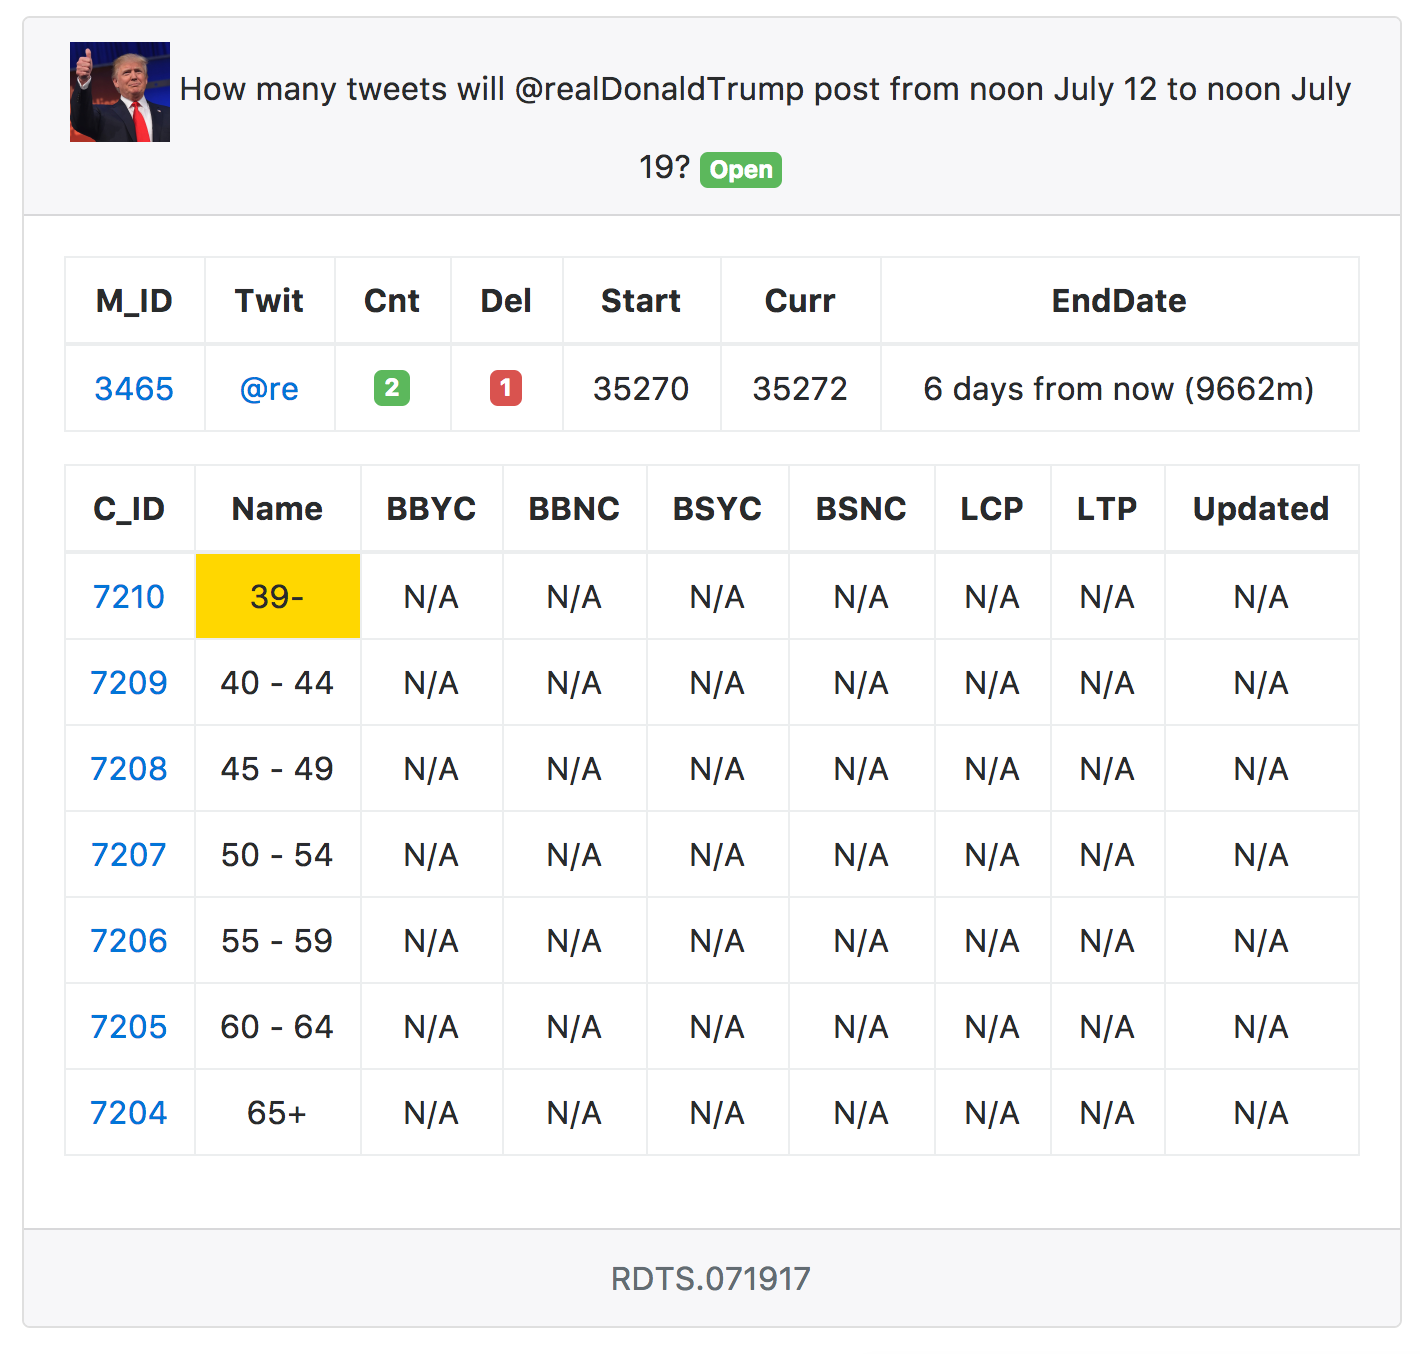 How many tweets will @realDonaldTrump post from noon July 12 to noon July
19? Open
M_ID Twit Cnt Del Start Curr EndDate
3465 @re 2 1 35270 35272 6 days from now (9662m)
C_ID Name BBYC BBNC BSYC BSNC LCP LTP Updated
7210 39- N/A N/A N/A N/A N/A N/A N/A
7209 40 - 44 N/A N/A N/A N/A N/A N/A N/A
7208 45 - 49 N/A N/A N/A N/A N/A N/A N/A
7207 50 - 54 N/A N/A N/A N/A N/A N/A N/A
7206 55 - 59 N/A N/A N/A N/A N/A N/A N/A
7205 60 - 64 N/A N/A N/A N/A N/A N/A N/A
7204 65+ N/A N/A N/A N/A N/A N/A N/A
RDTS.071917